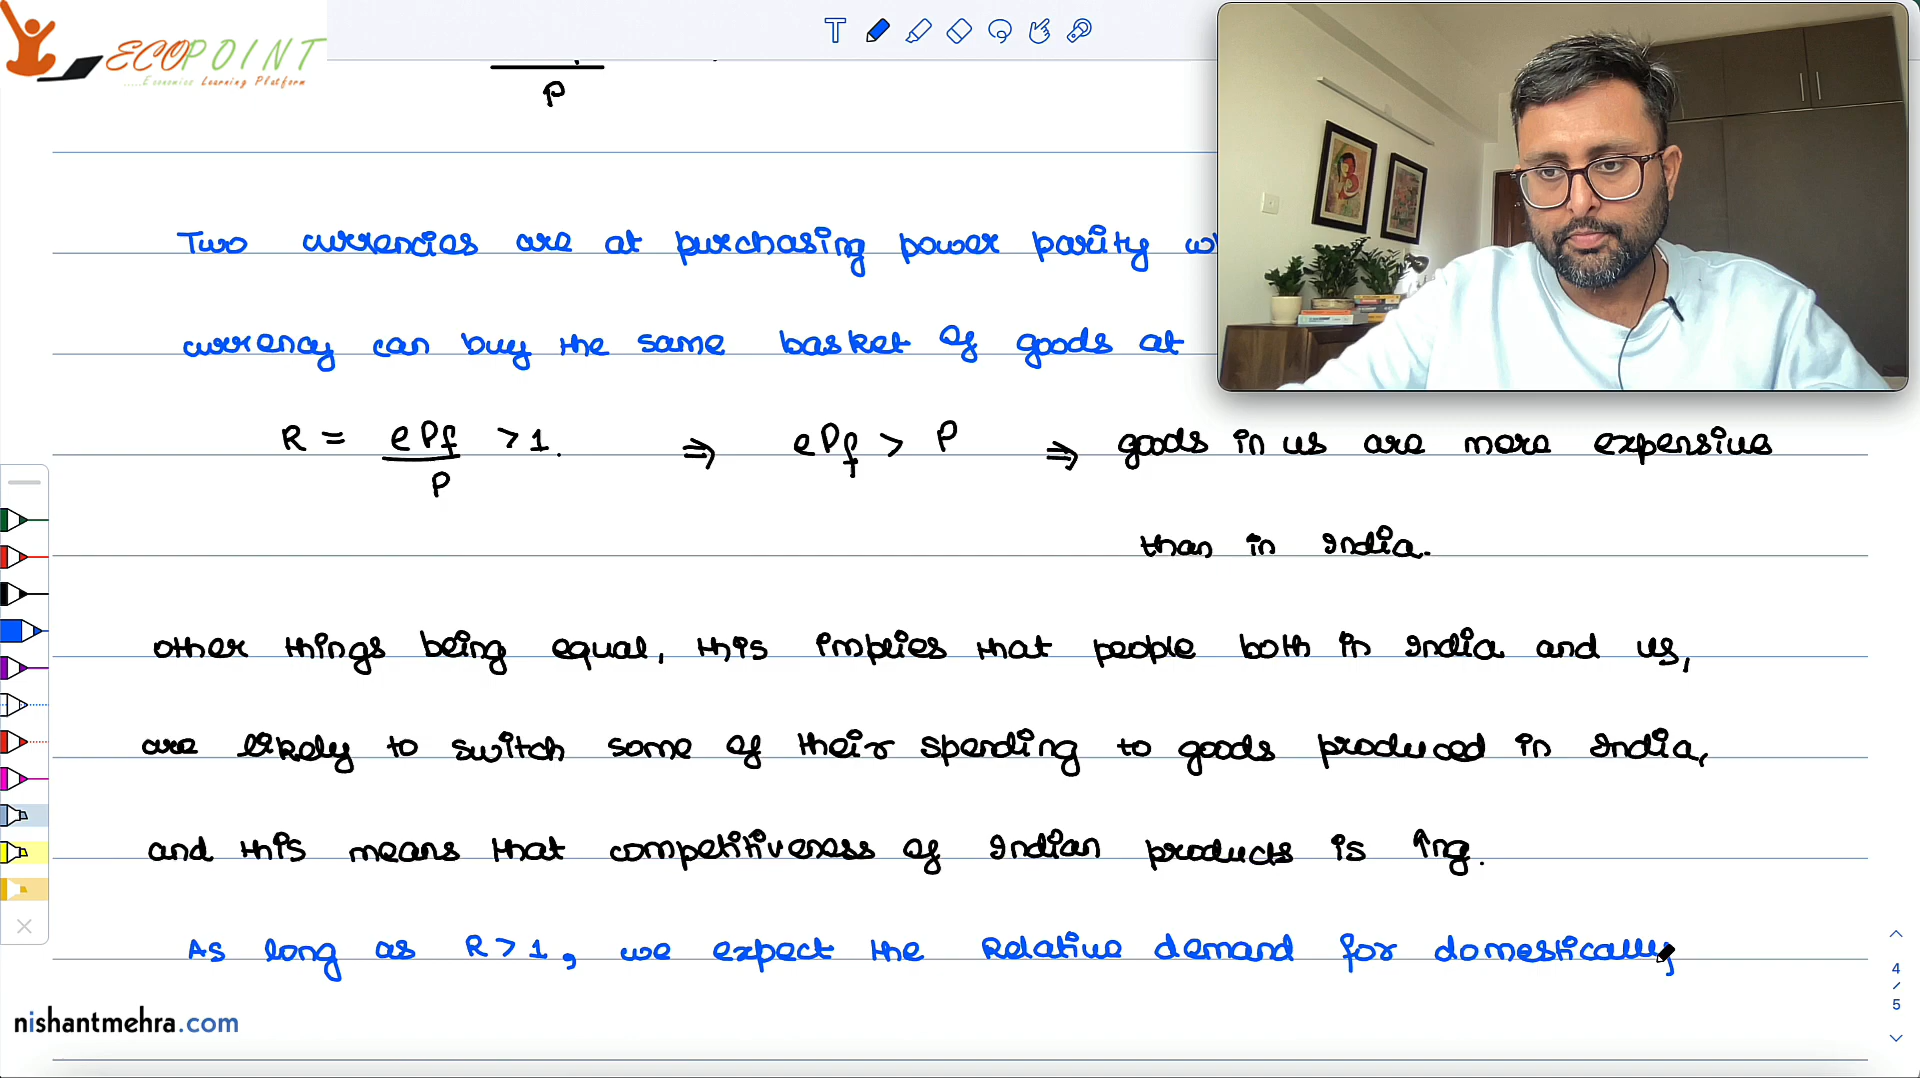 ECOPOINT
.....Economics Learning Platform
P
Two currencies are at purchasing power parity
currency can buy the same basket of goods at
R = ePf / P > 1. ⇒ ePf > P ⇒ goods in us are more expensive
than in India.
other things being equal, this implies that people both in India and us,
are likely to switch some of their spending to goods produced in India,
and this means that competitiveness of Indian products is ↑ng.
As long as R > 1, we expect the Relative demand for domestically
nishantmehra.com
4
/
5